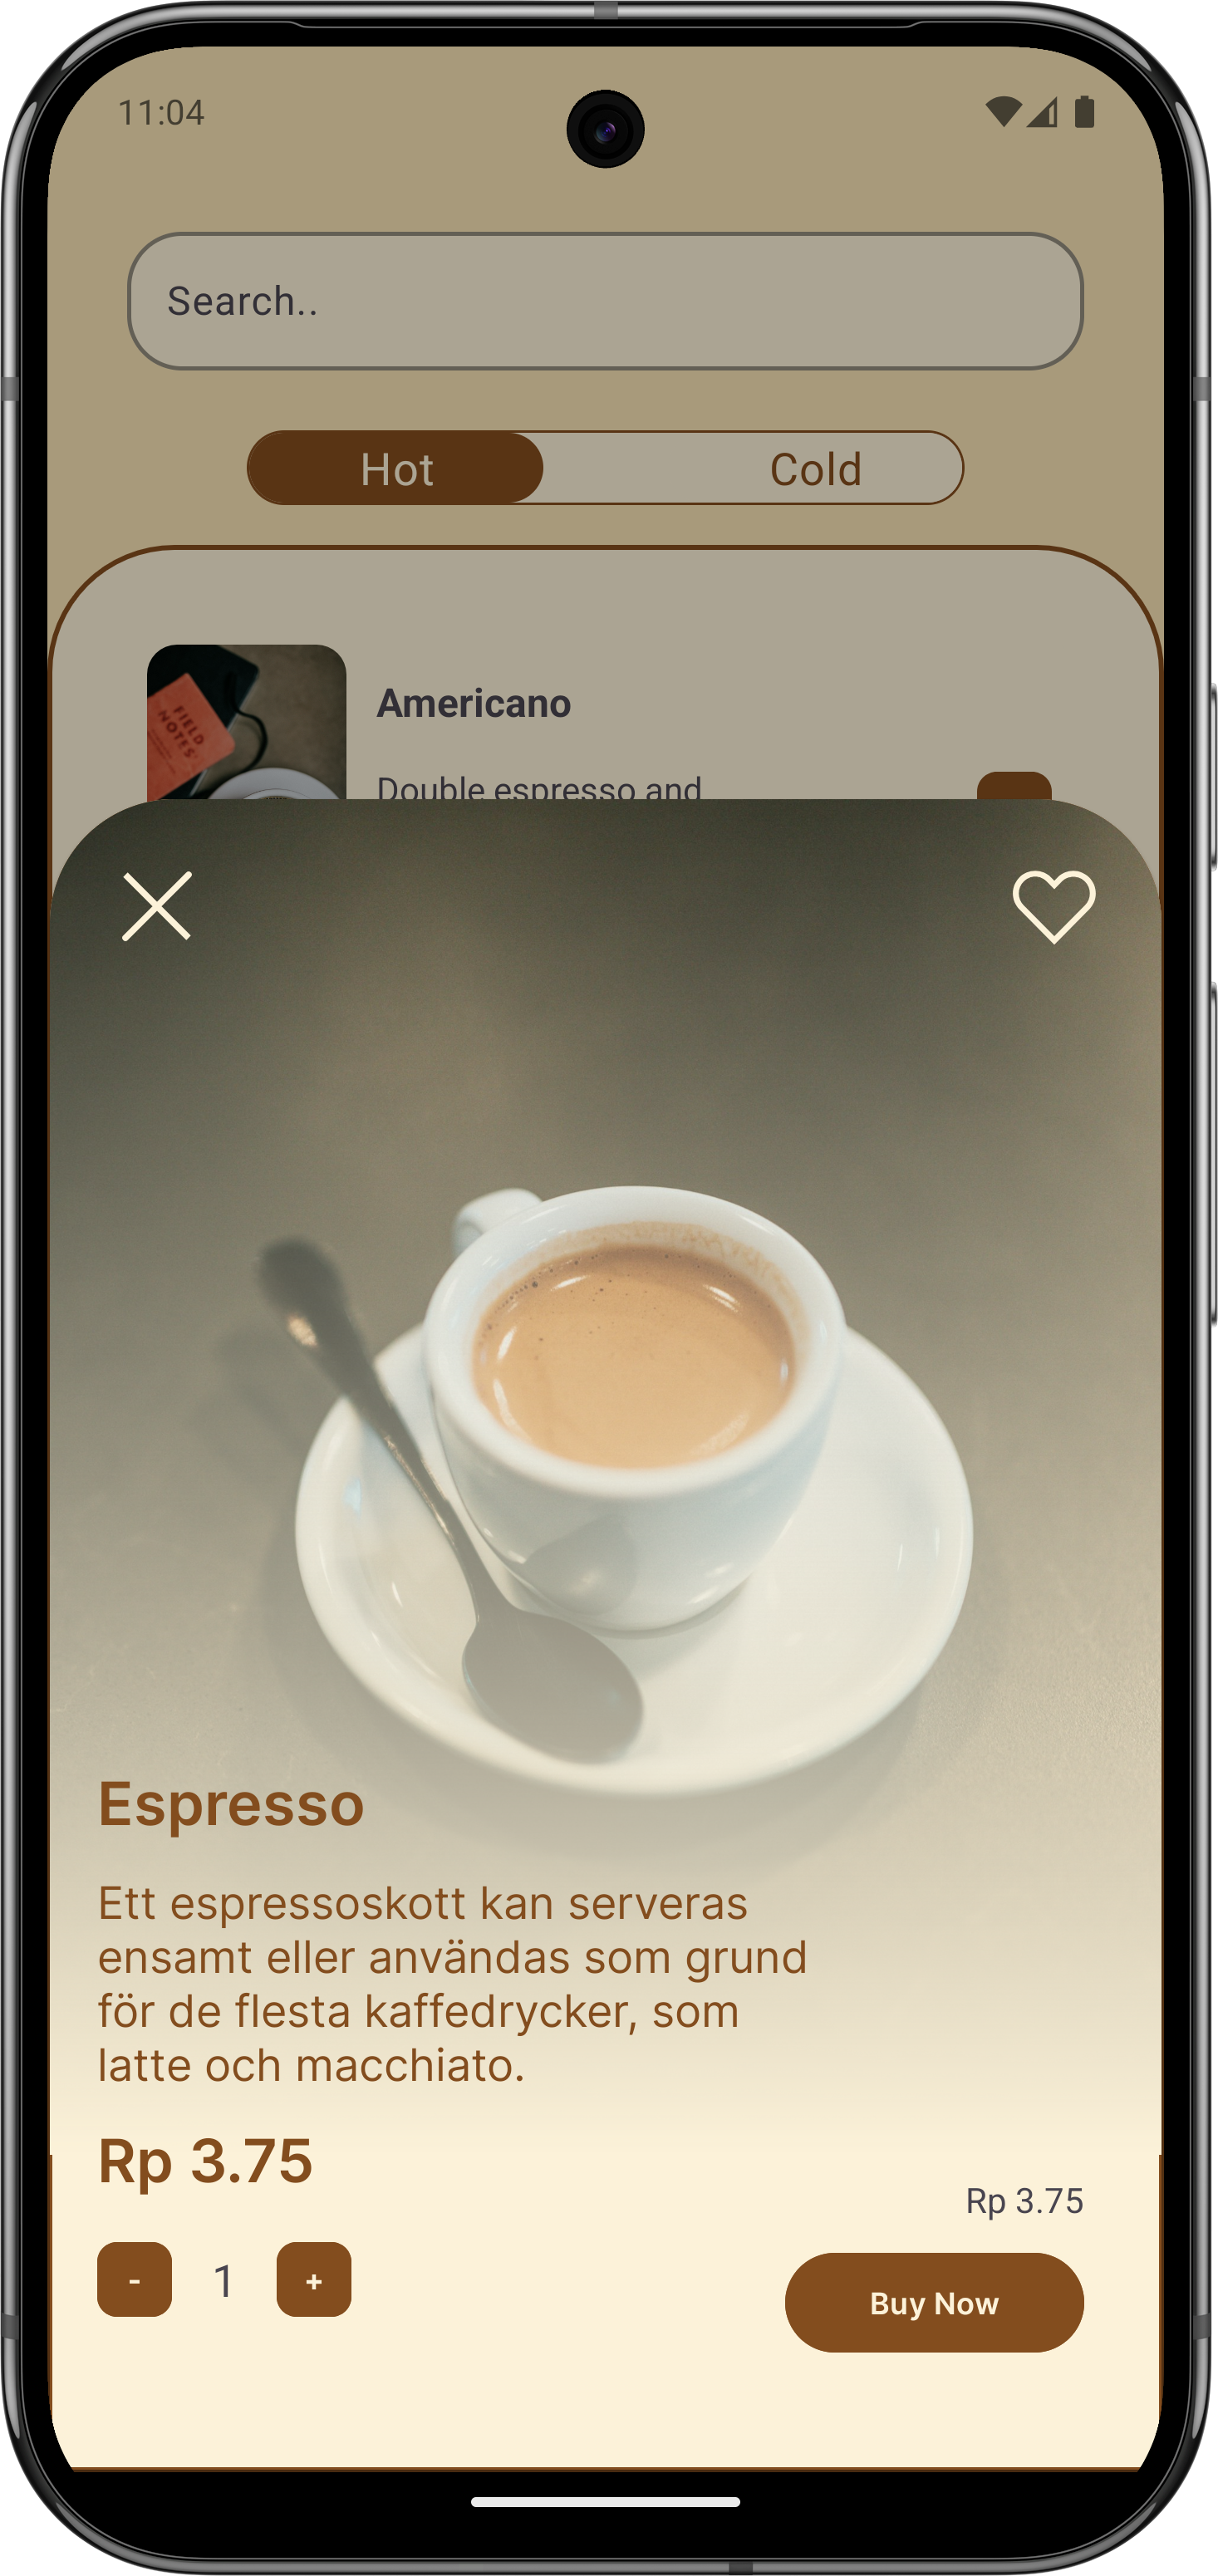 11:04
Search..
Hot
Cold
FIELD
NOTES
Americano
Double espresso and
Espresso
Ett espressoskott kan serveras
ensamt eller användas som grund
för de flesta kaffedrycker, som
latte och macchiato.
Rp 3.75
Rp 3.75
- 1 +
Buy Now